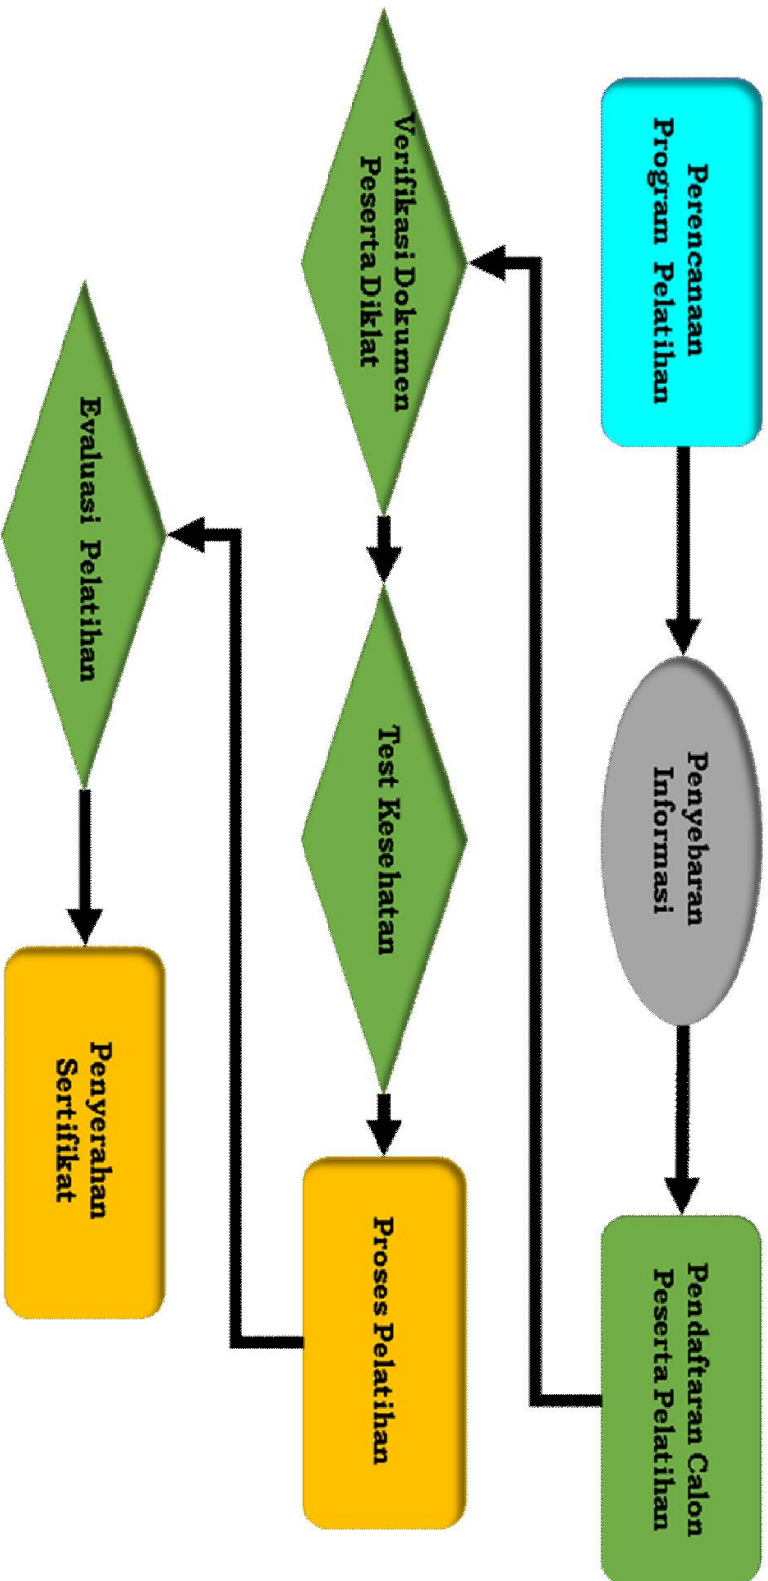 Perencanaan
Program Pelatihan
Penyebaran
Informasi
Pendaftaran Calon
Peserta Pelatihan
Verifikasi Dokumen
Peserta Diklat
Test Kesehatan
Proses Pelatihan
Evaluasi Pelatihan
Penyerahan
Sertifikat